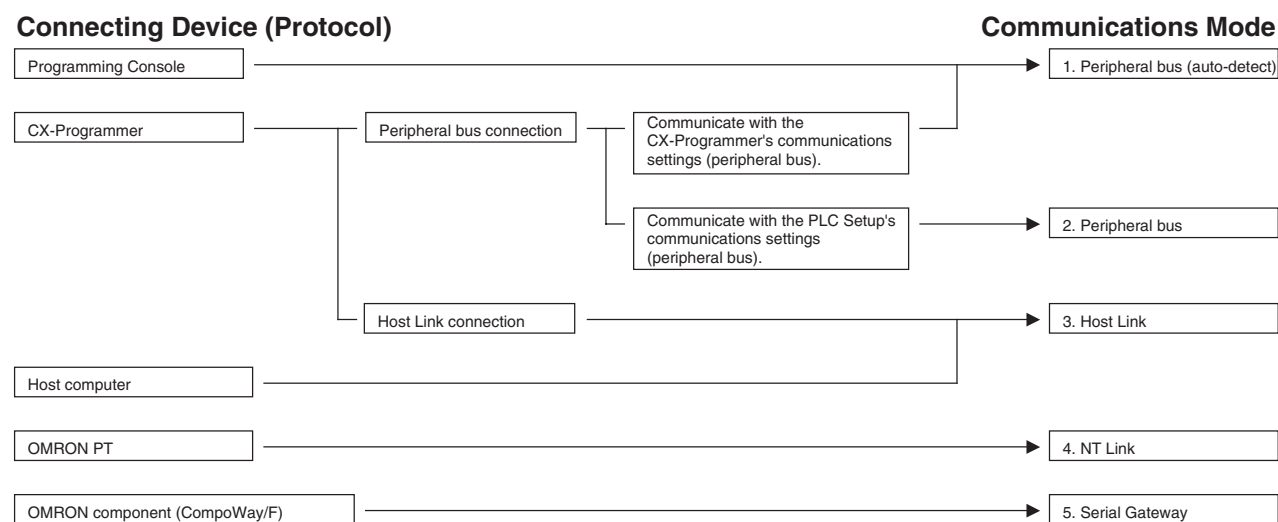 Connecting Device (Protocol)
Communications Mode
Programming Console
1. Peripheral bus (auto-detect)
CX-Programmer
Peripheral bus connection
Communicate with the
CX-Programmer's communications
settings (peripheral bus).
Communicate with the PLC Setup's
communications settings
(peripheral bus).
2. Peripheral bus
Host Link connection
3. Host Link
Host computer
OMRON PT
4. NT Link
OMRON component (CompoWay/F)
5. Serial Gateway